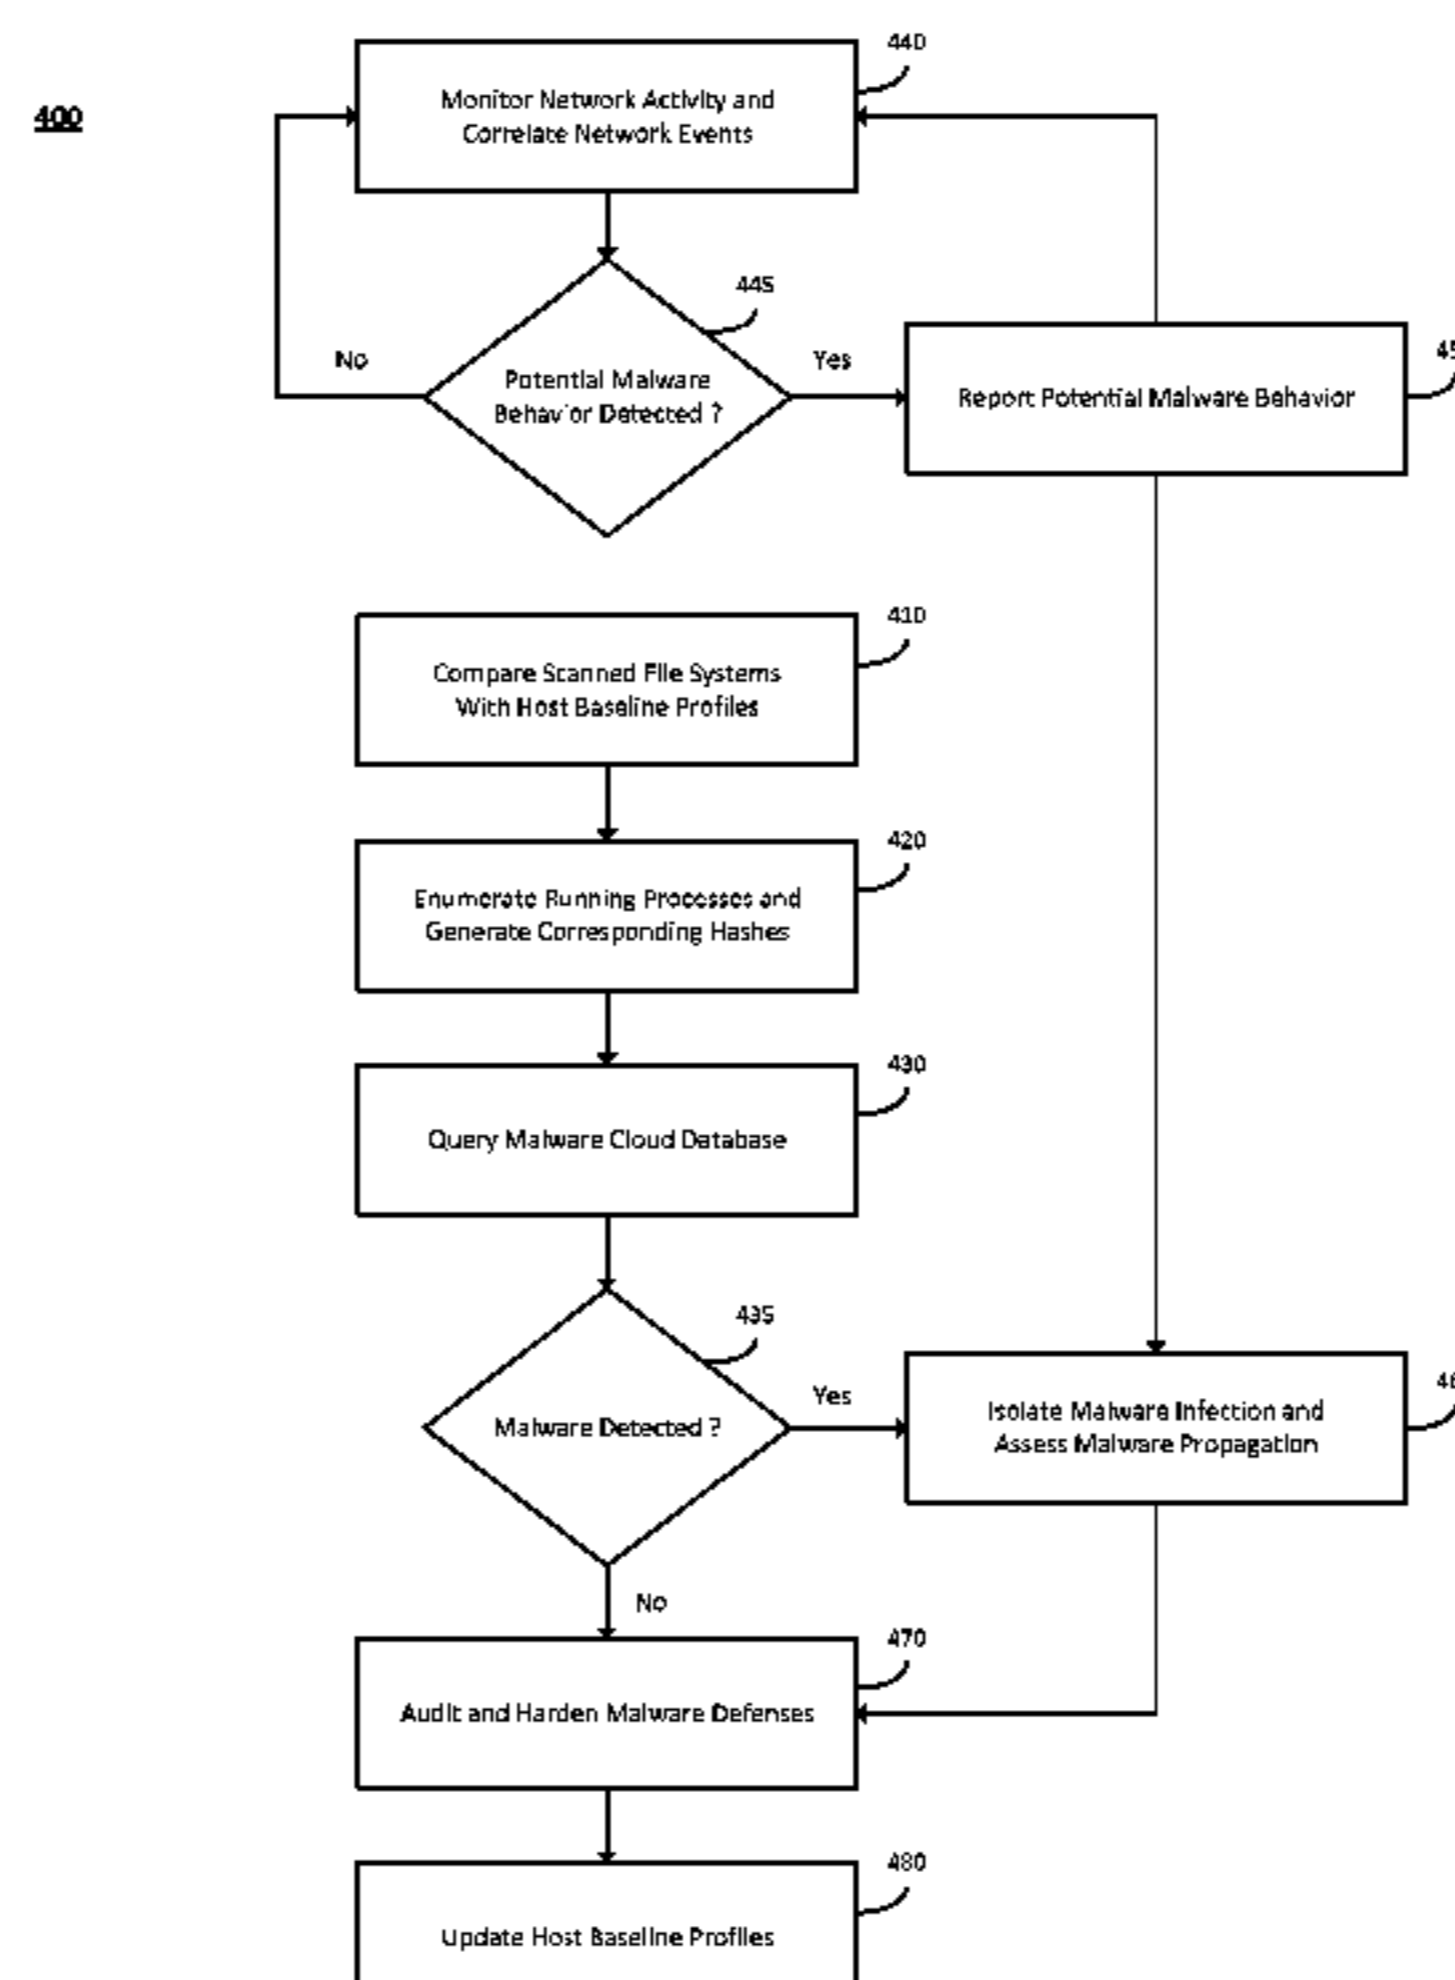 440
400
Monitor Network Activity and
Correlate Network Events
445
No
Yes
Potential Malware
Behavior Detected ?
Report Potential Malware Behavior
410
Compare Scanned File Systems
With Host Baseline Profiles
420
Enumerate Running Processes and
Generate Corresponding Hashes
430
Query Malware Cloud Database
435
Yes
Malware Detected ?
Isolate Malware Infection and
Assess Malware Propagation
No
470
Audit and Harden Malware Defenses
480
Update Host Baseline Profiles